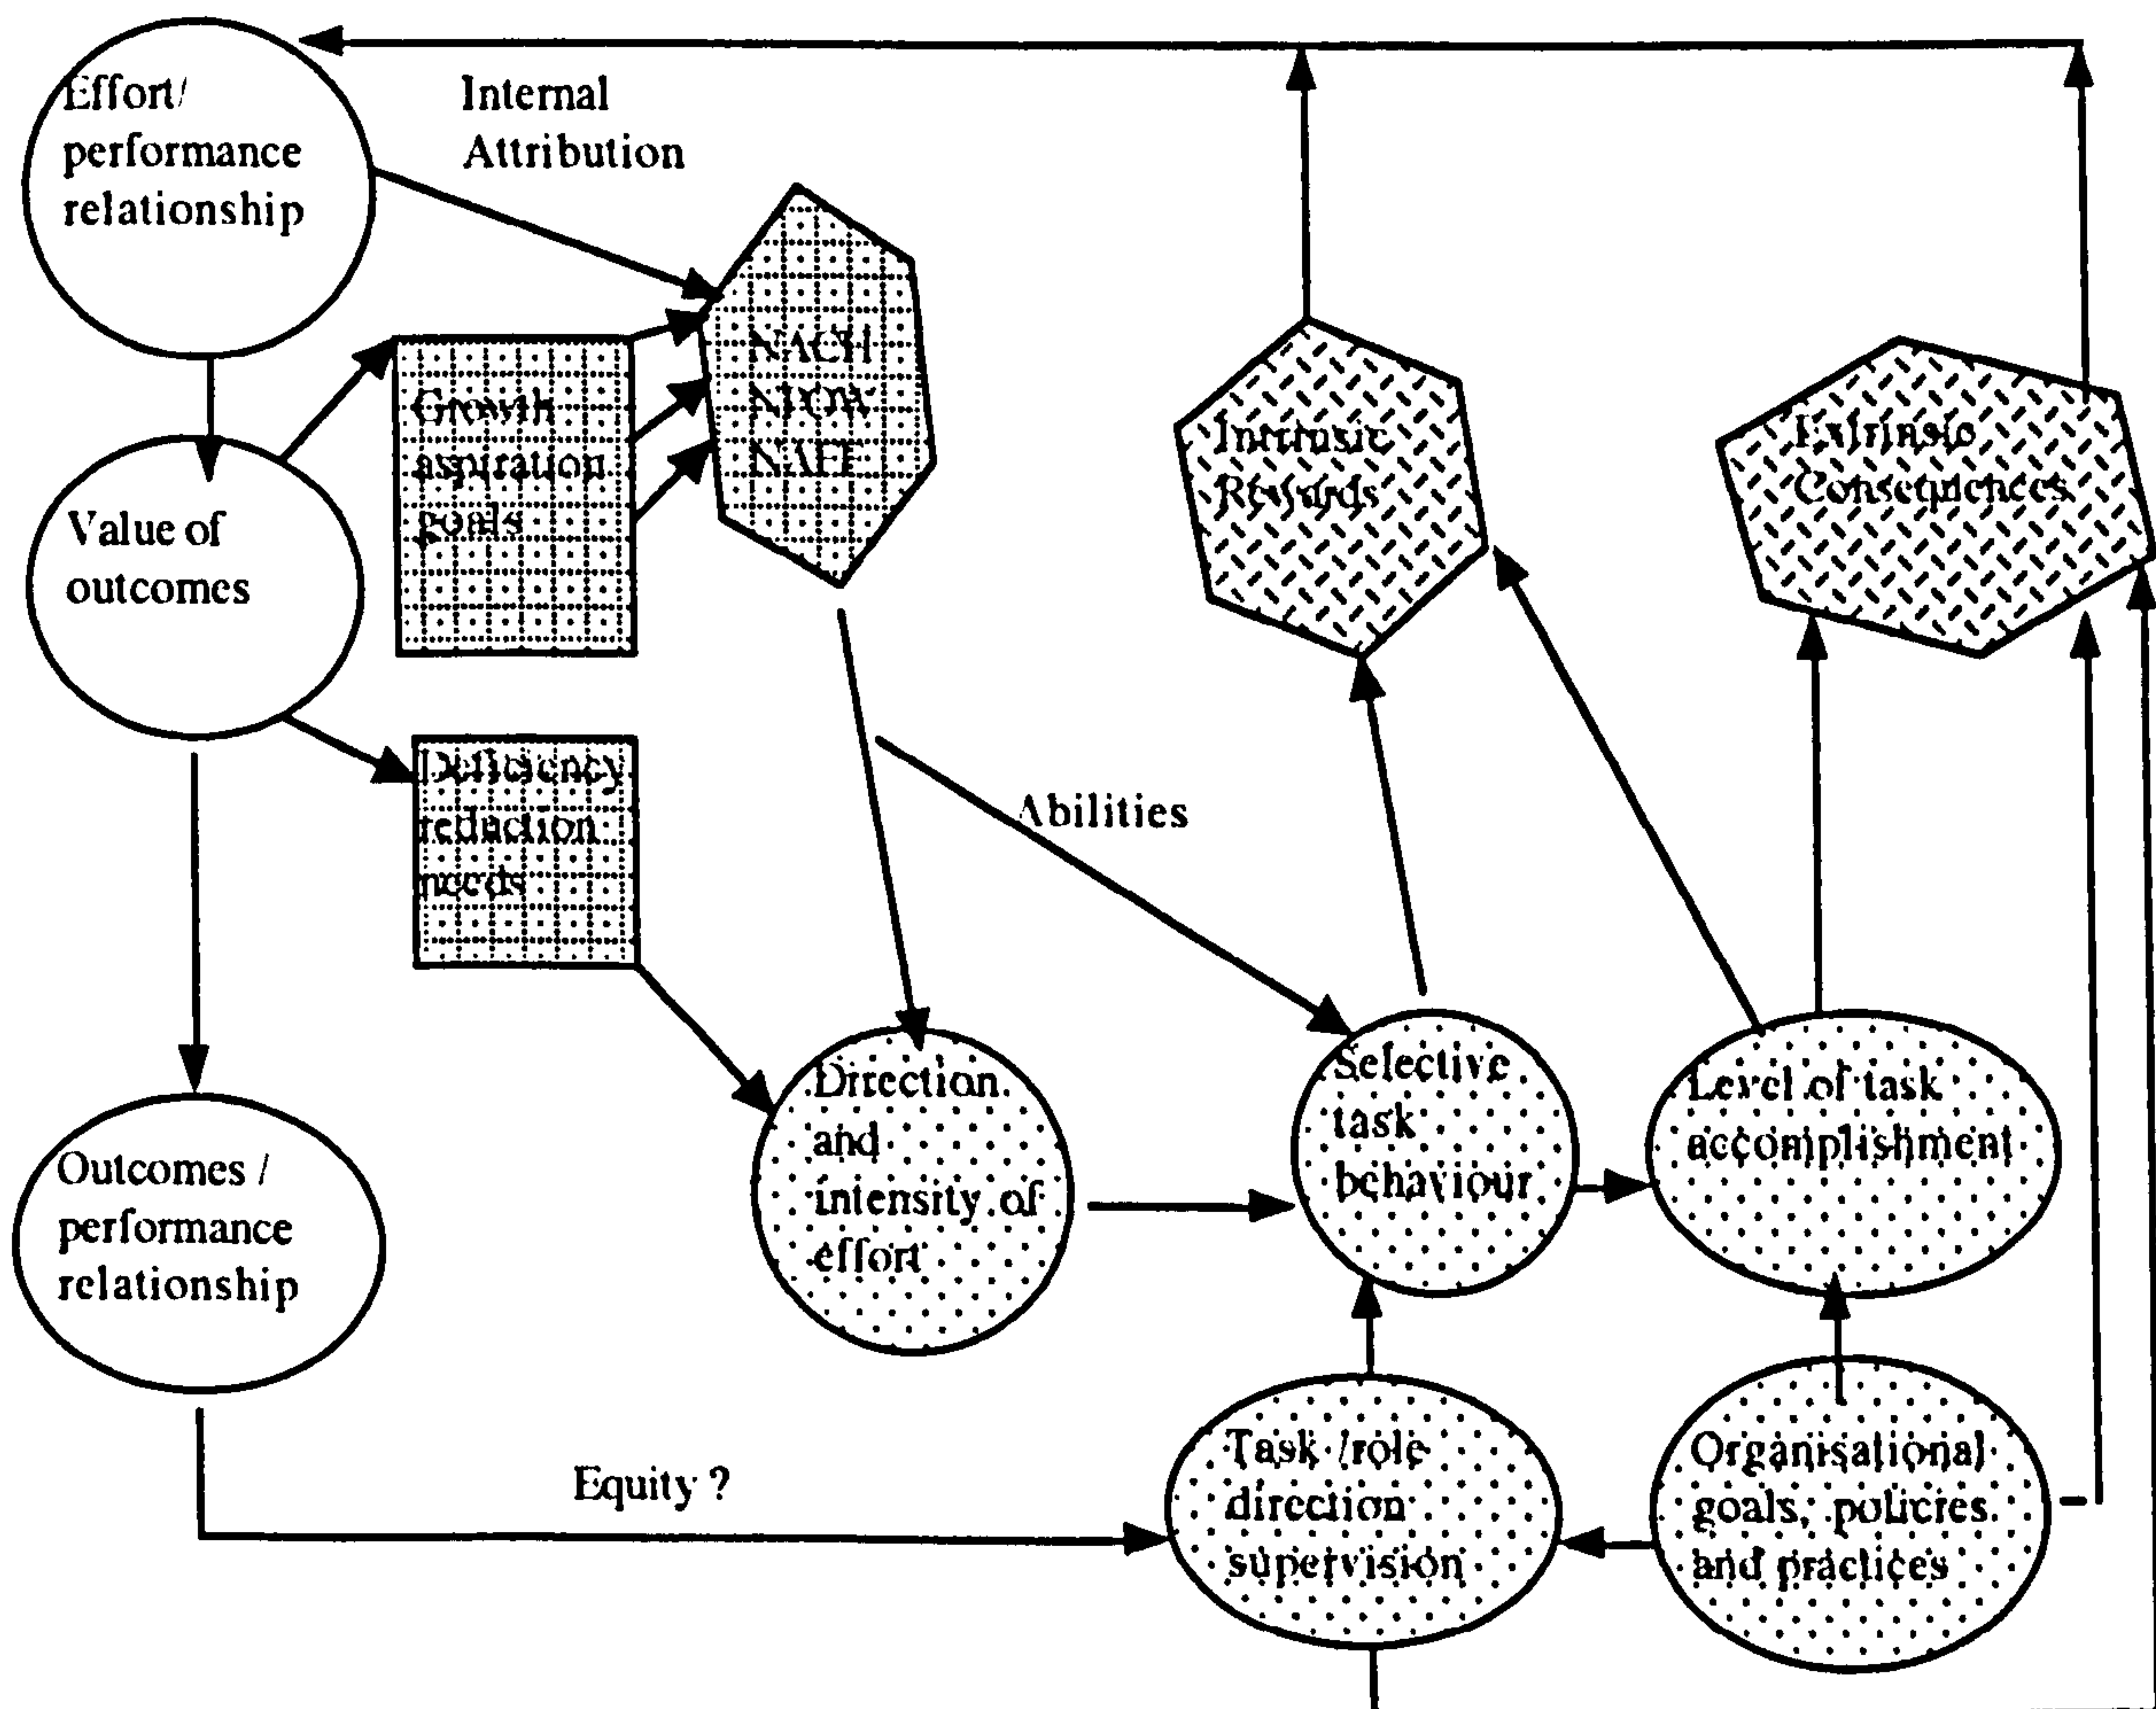 Effort/
performance
relationship
Internal
Attribution
NACH
NPOW
NAFF
Growth
aspiration
goals
Intrinsic
Rewards
Extrinsic
Consequences
Value of
outcomes
Deficiency
reduction
needs
Abilities
Outcomes /
performance
relationship
Direction
and
intensity of
effort
Selective
task
behaviour
Level of task
accomplishment
Equity ?
Task /role
direction
supervision
Organisational
goals, policies
and practices